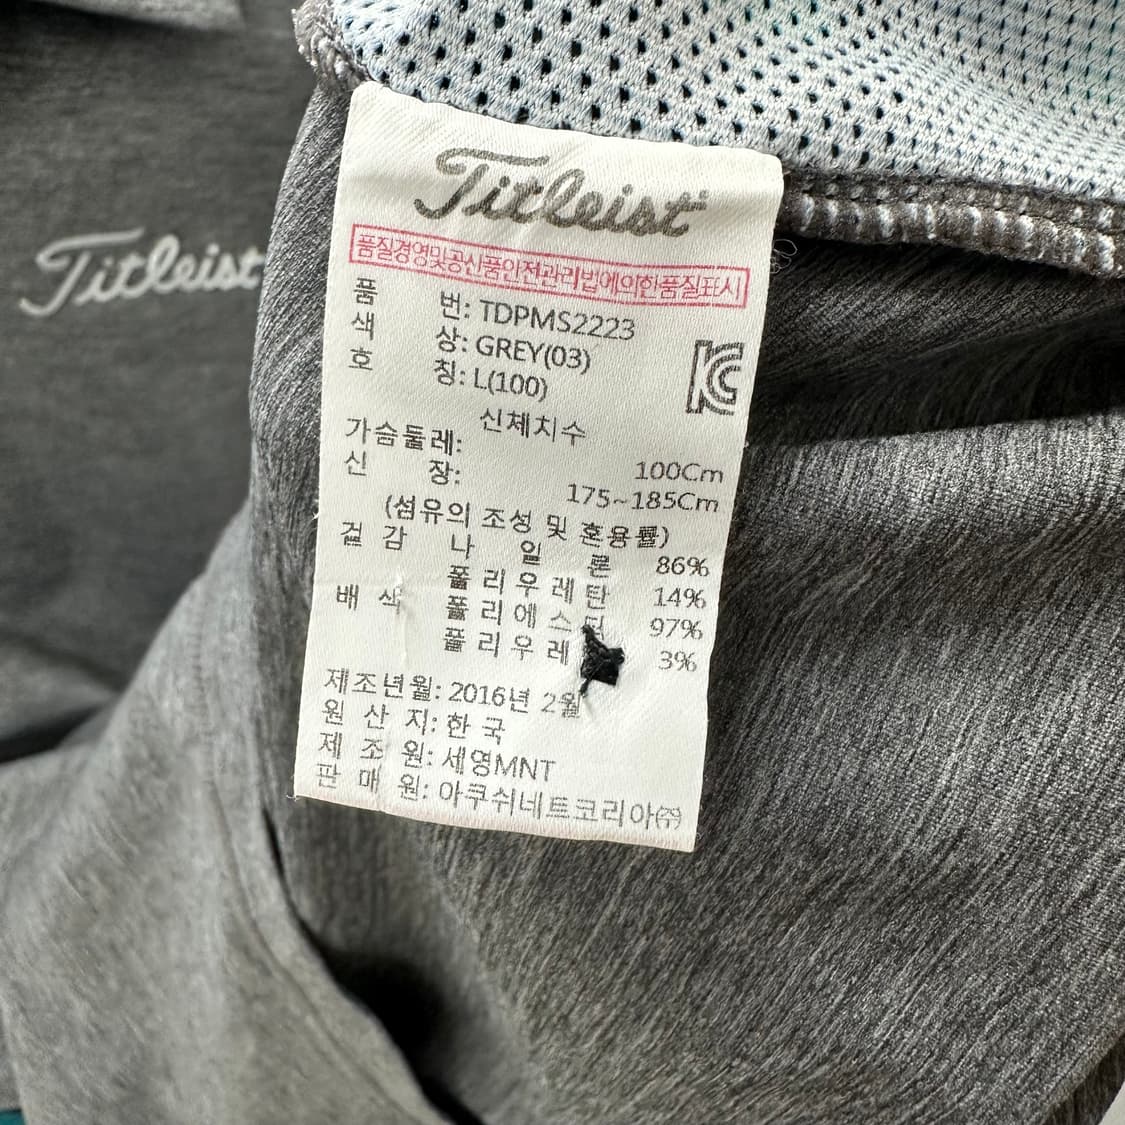 Titleist
Titleist
품질경영및공산품안전관리법에의한품질표시
품 번: TDPMS2223
색 상: GREY(03)
호 칭: L(100)
신체치수
가슴둘레: 100Cm
신 장: 175~185Cm
(섬유의 조성 및 혼용률)
겉 감 나 일 론 86%
폴 리 우 레 탄 14%
배 색 폴 리 에 스 터 97%
폴 리 우 레 3%
제조년월: 2016년 2월
원 산 지: 한 국
제 조 원: 세영MNT
판 매 원: 아쿠쉬네트코리아㈜